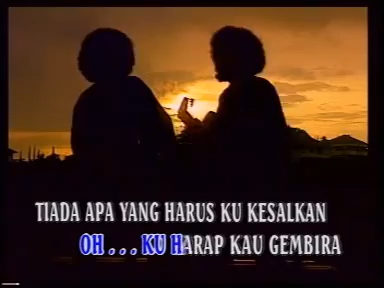 TIADA APA YANG HARUS KU KESALKAN
OH . . . KU HARAP KAU GEMBIRA